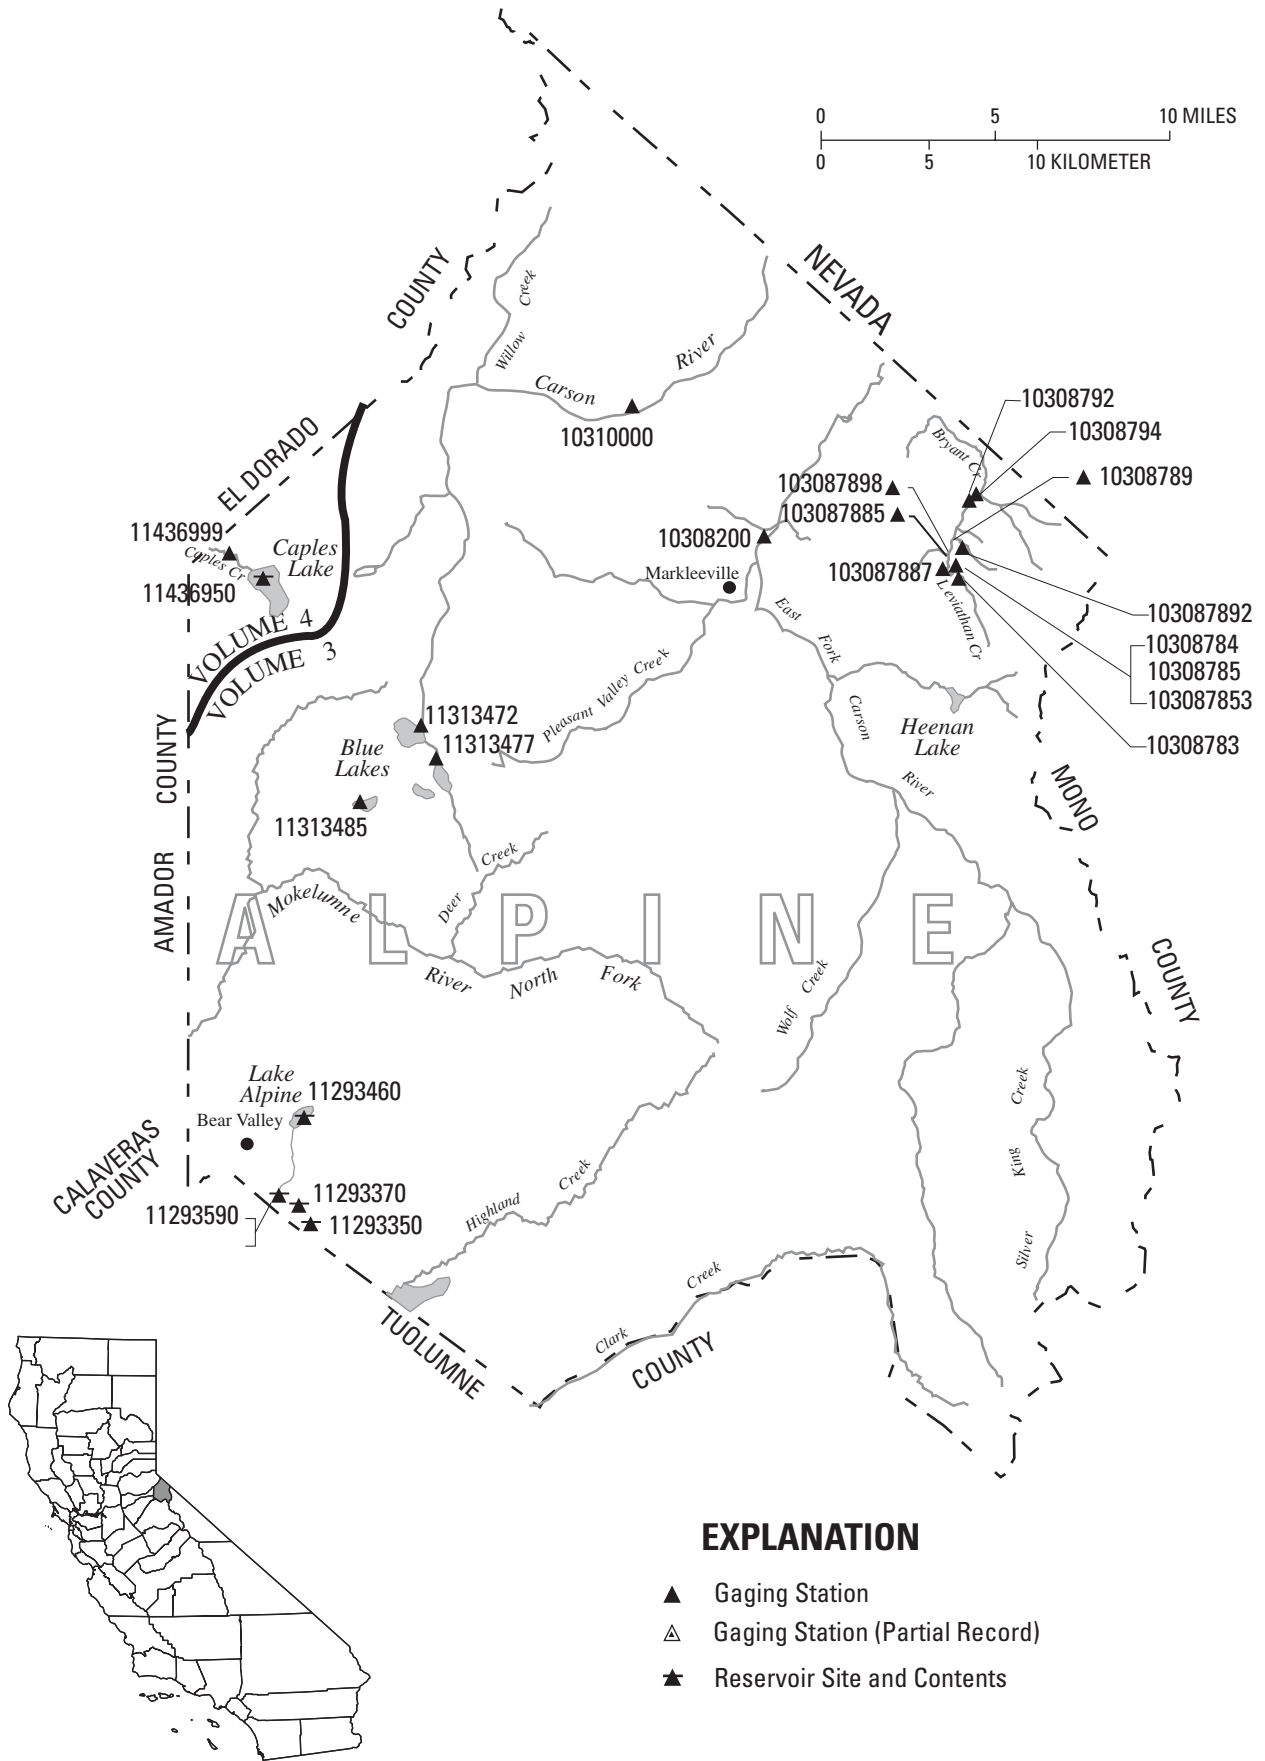 0 5 10 MILES
0 5 10 KILOMETER
NEVADA
COUNTY
Creek
Willow
River
Carson
10310000
10308792
10308794
10308789
Bryant Cr
EL DORADO
103087898
103087885
10308200
103087887
Markleeville
11436999
Caples Cr
Caples
Lake
11436950
VOLUME 4
VOLUME 3
East
Fork
Leviathan Cr
103087892
10308784
10308785
103087853
10308783
Pleasant Valley Creek
Carson
River
Heenan
Lake
11313472
11313477
Blue
Lakes
11313485
AMADOR COUNTY
MONO
COUNTY
Creek
Deer
ALPINE
Mokelumne
River North Fork
Wolf Creek
Lake
Alpine
11293460
Bear Valley
CALAVERAS
COUNTY
11293370
11293590
11293350
Highland Creek
Silver King Creek
TUOLUMNE
COUNTY
Clark Creek
EXPLANATION
Gaging Station
Gaging Station (Partial Record)
Reservoir Site and Contents